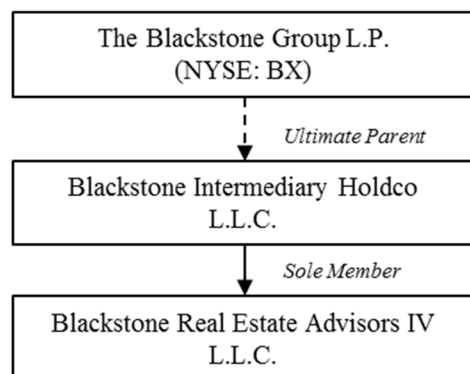 The Blackstone Group L.P.
(NYSE: BX)
Ultimate Parent
Blackstone Intermediary Holdco
L.L.C.
Sole Member
Blackstone Real Estate Advisors IV
L.L.C.